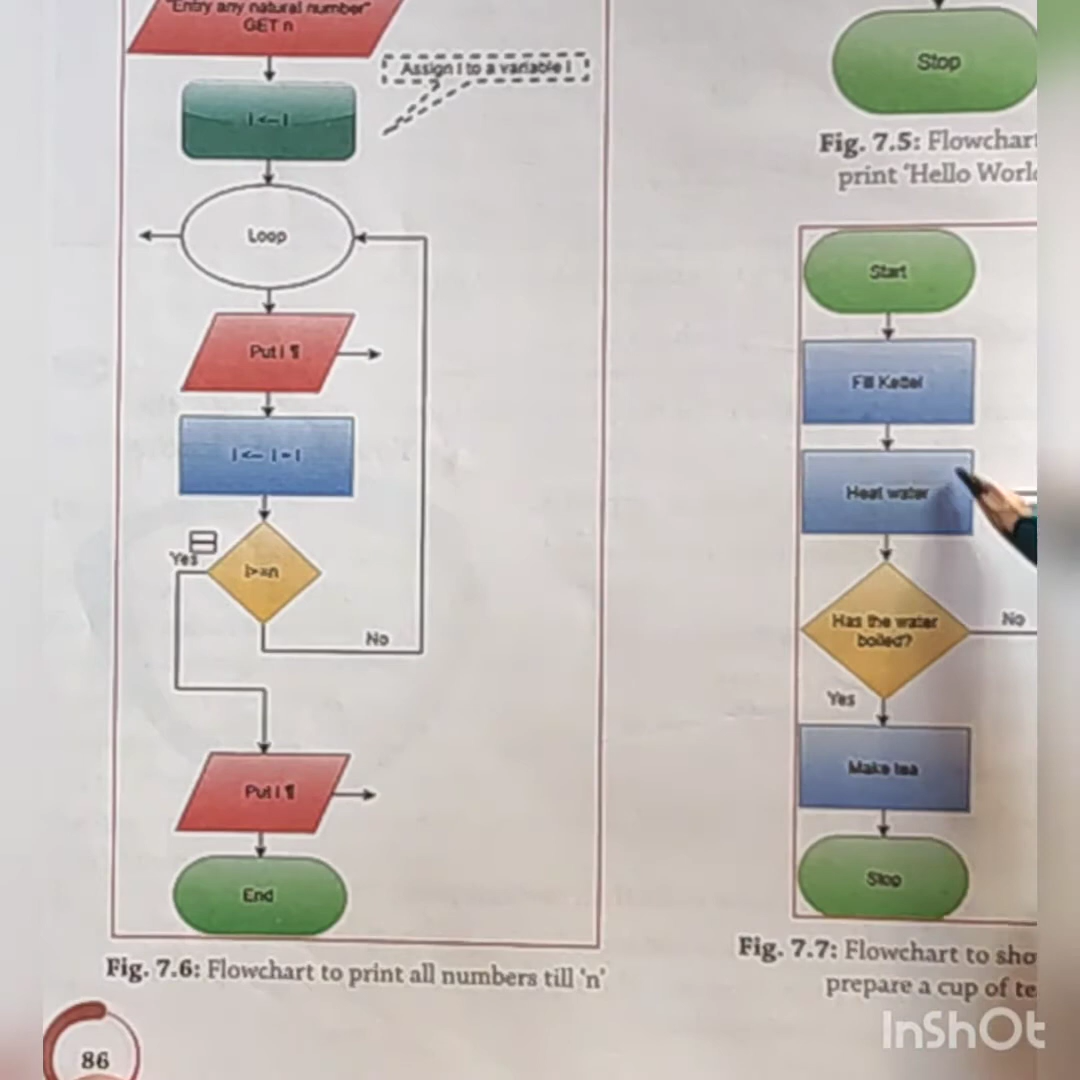 "Entry any natural number"
GET n
Assign I to a variable I
I <— I
Loop
Put I ¶
Yes
i>=n
No
Put I ¶
End
Fig. 7.6: Flowchart to print all numbers till 'n'
86
Stop
Fig. 7.5: Flowchart
print 'Hello Worl
Start
Fill Kettel
Heat water
Has the water
boiled?
No
Yes
Make tea
Stop
Fig. 7.7: Flowchart to sho
prepare a cup of te
InShOt